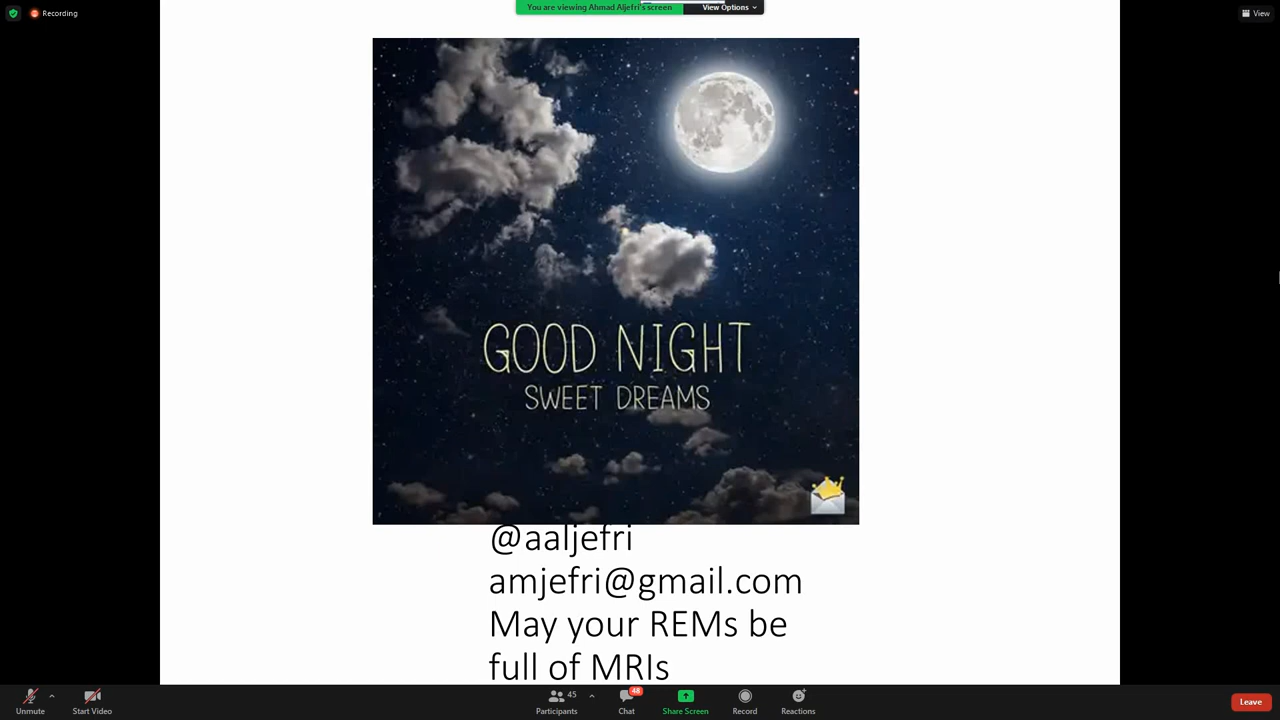 Recording
You are viewing Ahmad Aljefri's screen
View Options
View
GOOD NIGHT
SWEET DREAMS
@aaljefri
amjefri@gmail.com
May your REMs be
full of MRIs
Unmute
Start Video
45
Participants
48
Chat
Share Screen
Record
Reactions
Leave